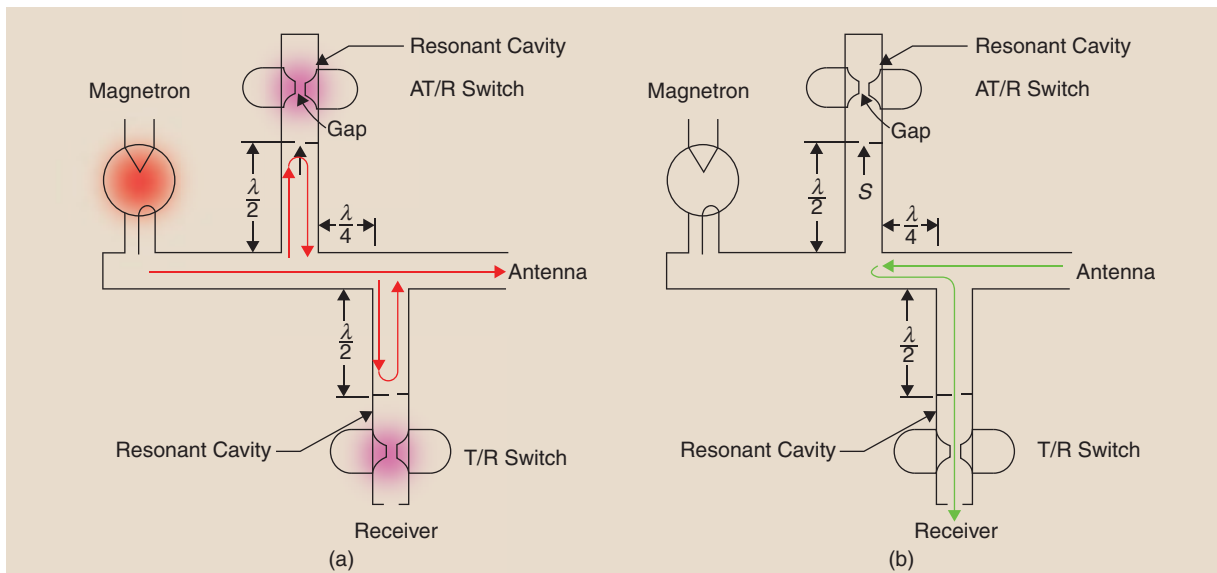 Resonant Cavity
AT/R Switch
Magnetron
Gap
λ
2
λ
4
Antenna
λ
2
Resonant Cavity
T/R Switch
Receiver
(a)
Resonant Cavity
AT/R Switch
Magnetron
Gap
λ
2
S
λ
4
Antenna
λ
2
Resonant Cavity
T/R Switch
Receiver
(b)